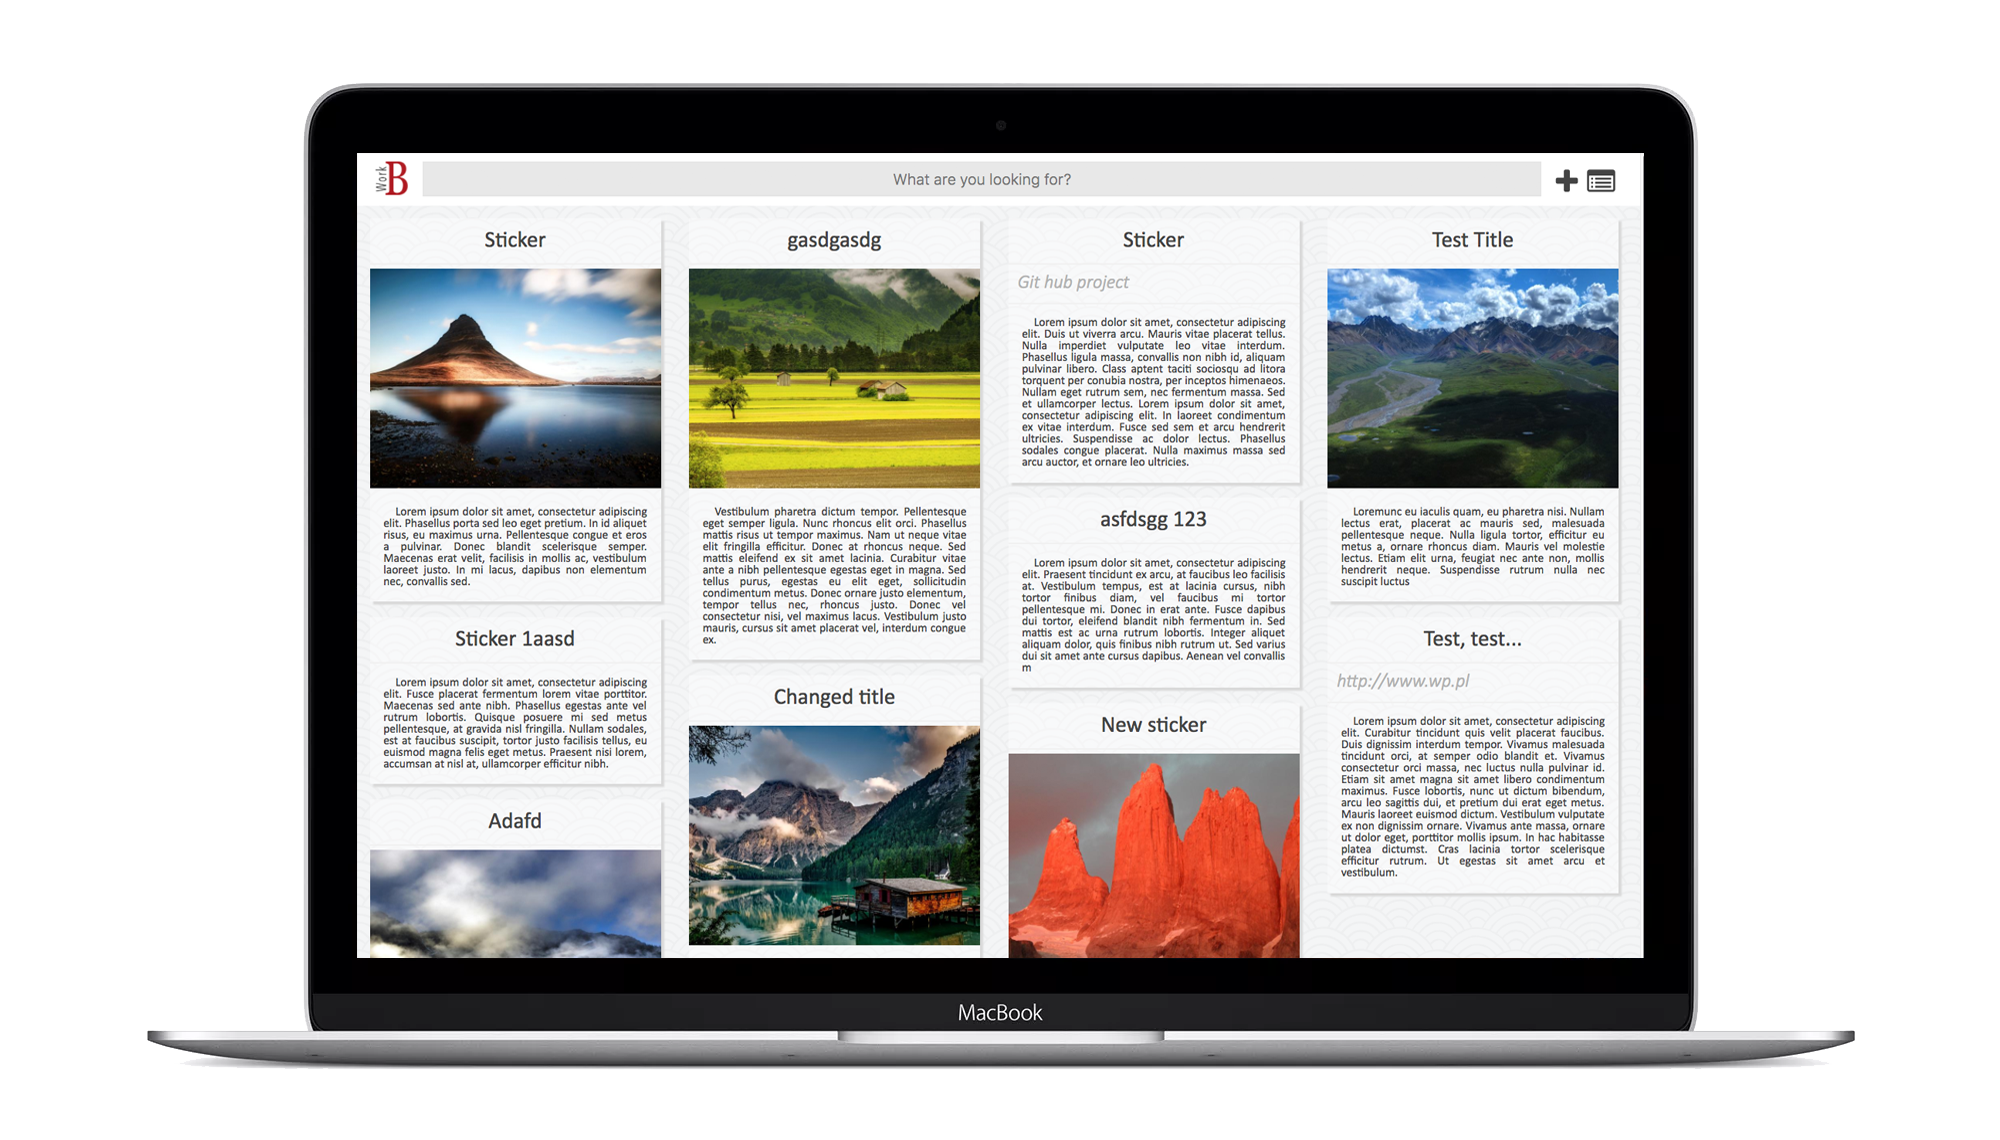 Work
B
What are you looking for?
Sticker
Lorem ipsum dolor sit amet, consectetur adipiscing
elit. Phasellus porta sed leo eget pretium. In id aliquet
risus, eu maximus urna. Pellentesque congue et eros
a pulvinar. Donec blandit scelerisque semper.
Maecenas erat velit, facilisis in mollis ac, vestibulum
laoreet justo. In mi lacus, dapibus non elementum
nec, convallis sed.
Sticker 1aasd
Lorem ipsum dolor sit amet, consectetur adipiscing
elit. Fusce placerat fermentum lorem vitae porttitor.
Maecenas sed ante nibh. Phasellus egestas ante vel
rutrum lobortis. Quisque posuere mi sed metus
pellentesque, at gravida nisl fringilla. Nullam sodales,
est at faucibus suscipit, tortor justo facilisis tellus, eu
euismod magna felis eget metus. Praesent nisi lorem,
accumsan at nisl at, ullamcorper efficitur nibh.
Adafd
gasdgasdg
Vestibulum pharetra dictum tempor. Pellentesque
eget semper ligula. Nunc rhoncus elit orci. Phasellus
mattis risus ut tempor maximus. Nam ut neque vitae
elit fringilla efficitur. Donec at rhoncus neque. Sed
mattis eleifend ex sit amet lacinia. Curabitur vitae
ante a nibh pellentesque egestas eget in magna. Sed
tellus purus, egestas eu elit eget, sollicitudin
condimentum metus. Donec ornare justo elementum,
tempor tellus nec, rhoncus justo. Donec vel
consectetur nisi, vel maximus lacus. Vestibulum justo
mauris, cursus sit amet placerat vel, interdum congue
ex.
Changed title
Sticker
Git hub project
Lorem ipsum dolor sit amet, consectetur adipiscing
elit. Duis ut viverra arcu. Mauris vitae placerat tellus.
Nulla imperdiet vulputate leo vitae interdum.
Phasellus ligula massa, convallis non nibh id, aliquam
pulvinar libero. Class aptent taciti sociosqu ad litora
torquent per conubia nostra, per inceptos himenaeos.
Nullam eget rutrum sem, nec fermentum massa. Sed
et ullamcorper lectus. Lorem ipsum dolor sit amet,
consectetur adipiscing elit. In laoreet condimentum
ex vitae interdum. Fusce sed sem et arcu hendrerit
ultricies. Suspendisse ac dolor lectus. Phasellus
sodales congue placerat. Nulla maximus massa sed
arcu auctor, et ornare leo ultricies.
asfdsgg 123
Lorem ipsum dolor sit amet, consectetur adipiscing
elit. Praesent tincidunt ex arcu, at faucibus leo facilisis
at. Vestibulum tempus, est at lacinia cursus, nibh
tortor finibus diam, vel faucibus mi tortor
pellentesque mi. Donec in erat ante. Fusce dapibus
dui tortor, eleifend blandit nibh fermentum in. Sed
mattis est ac urna rutrum lobortis. Integer aliquet
aliquam dolor, quis finibus nibh rutrum ut. Sed varius
dui sit amet ante cursus dapibus. Aenean vel convallis
m
New sticker
Test Title
Loremunc eu iaculis quam, eu pharetra nisi. Nullam
lectus erat, placerat ac mauris sed, malesuada
pellentesque neque. Nulla ligula tortor, efficitur eu
metus a, ornare rhoncus diam. Mauris vel molestie
lectus. Etiam elit urna, feugiat nec ante non, mollis
hendrerit neque. Suspendisse rutrum nulla nec
suscipit luctus
Test, test...
http://www.wp.pl
Lorem ipsum dolor sit amet, consectetur adipiscing
elit. Curabitur tincidunt quis velit placerat faucibus.
Duis dignissim interdum tempor. Vivamus malesuada
tincidunt orci, at semper odio blandit et. Vivamus
consectetur orci massa, nec luctus nulla pulvinar id.
Etiam sit amet magna sit amet libero condimentum
maximus. Fusce lobortis, nunc ut dictum bibendum,
arcu leo sagittis dui, et pretium dui erat eget metus.
Mauris laoreet euismod dictum. Vestibulum vulputate
ex non dignissim ornare. Vivamus ante massa, ornare
ut dolor eget, porttitor mollis ipsum. In hac habitasse
platea dictumst. Cras lacinia tortor scelerisque
efficitur rutrum. Ut egestas sit amet arcu et
vestibulum.
MacBook